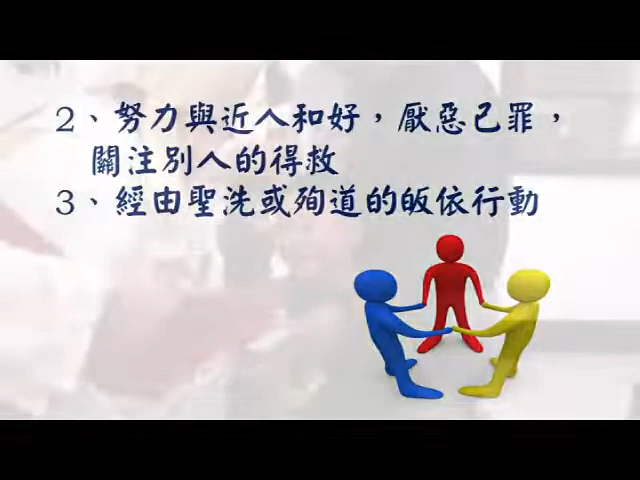 2、努力與近人和好，厭惡己罪，
關注別人的得救
3、經由聖洗或殉道的皈依行動